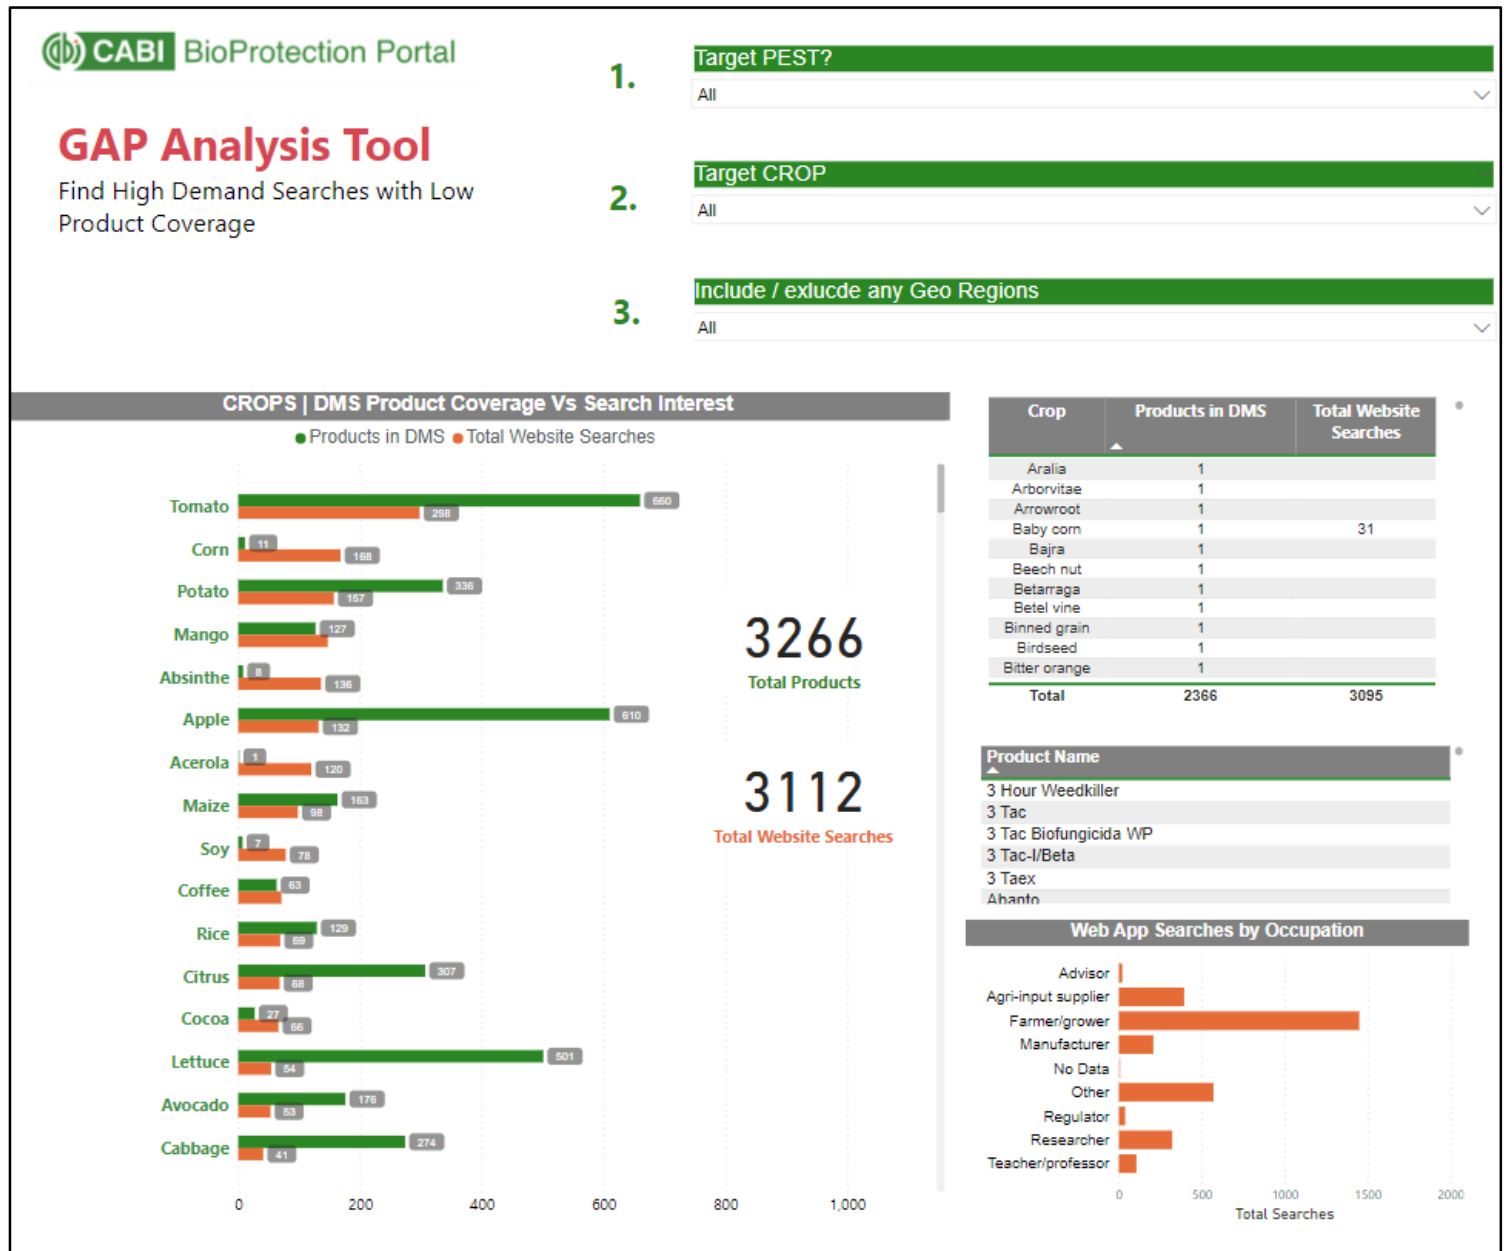 CABI BioProtection Portal
GAP Analysis Tool
Find High Demand Searches with Low
Product Coverage
1.
Target PEST?
All
2.
Target CROP
All
3.
Include / exlucde any Geo Regions
All
CROPS | DMS Product Coverage Vs Search Interest
Products in DMS Total Website Searches
Tomato 660
298
Corn 11
168
Potato 336
157
Mango 127
Absinthe 8
136
Apple 610
132
Acerola 1
120
Maize 163
98
Soy 7
78
Coffee 63
Rice 129
69
Citrus 307
68
Cocoa 27
66
Lettuce 501
54
Avocado 176
53
Cabbage 274
41
0 200 400 600 800 1,000
3266
Total Products
3112
Total Website Searches
Crop Products in DMS Total Website
Searches
Aralia 1
Arborvitae 1
Arrowroot 1
Baby corn 1 31
Bajra 1
Beech nut 1
Betarraga 1
Betel vine 1
Binned grain 1
Birdseed 1
Bitter orange 1
Total 2366 3095
Product Name
3 Hour Weedkiller
3 Tac
3 Tac Biofungicida WP
3 Tac-I/Beta
3 Taex
Abanto
Web App Searches by Occupation
Advisor
Agri-input supplier
Farmer/grower
Manufacturer
No Data
Other
Regulator
Researcher
Teacher/professor
0 500 1000 1500 2000
Total Searches